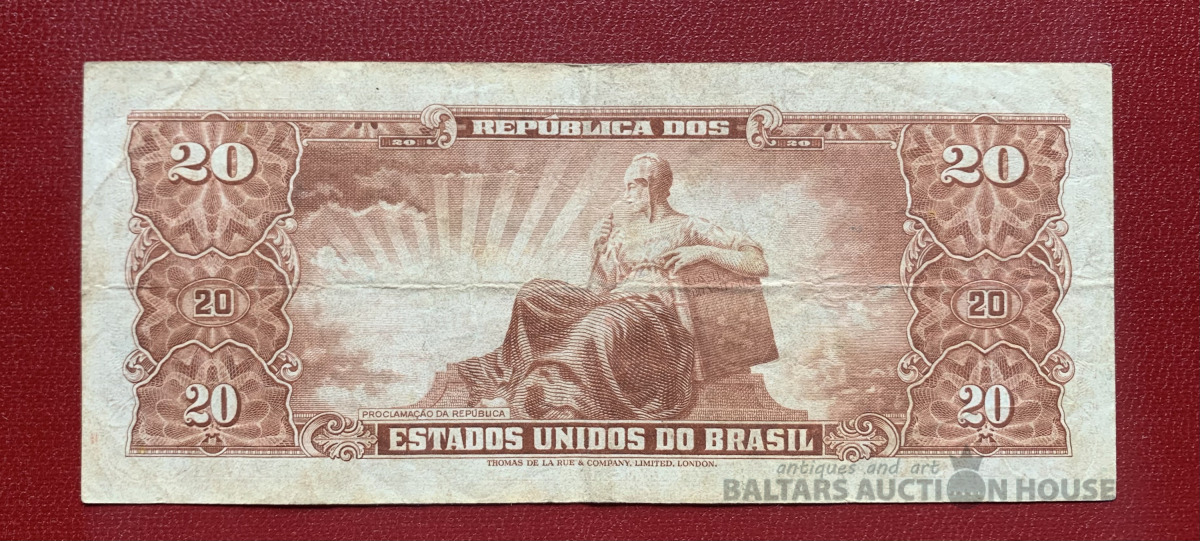 REPÚBLICA DOS
20 20
20 20
20 20
20 20
PROCLAMAÇÃO DA REPÚBLICA
ESTADOS UNIDOS DO BRASIL
THOMAS DE LA RUE & COMPANY, LIMITED, LONDON.
antiques and art
BALTARS AUCTION HOUSE